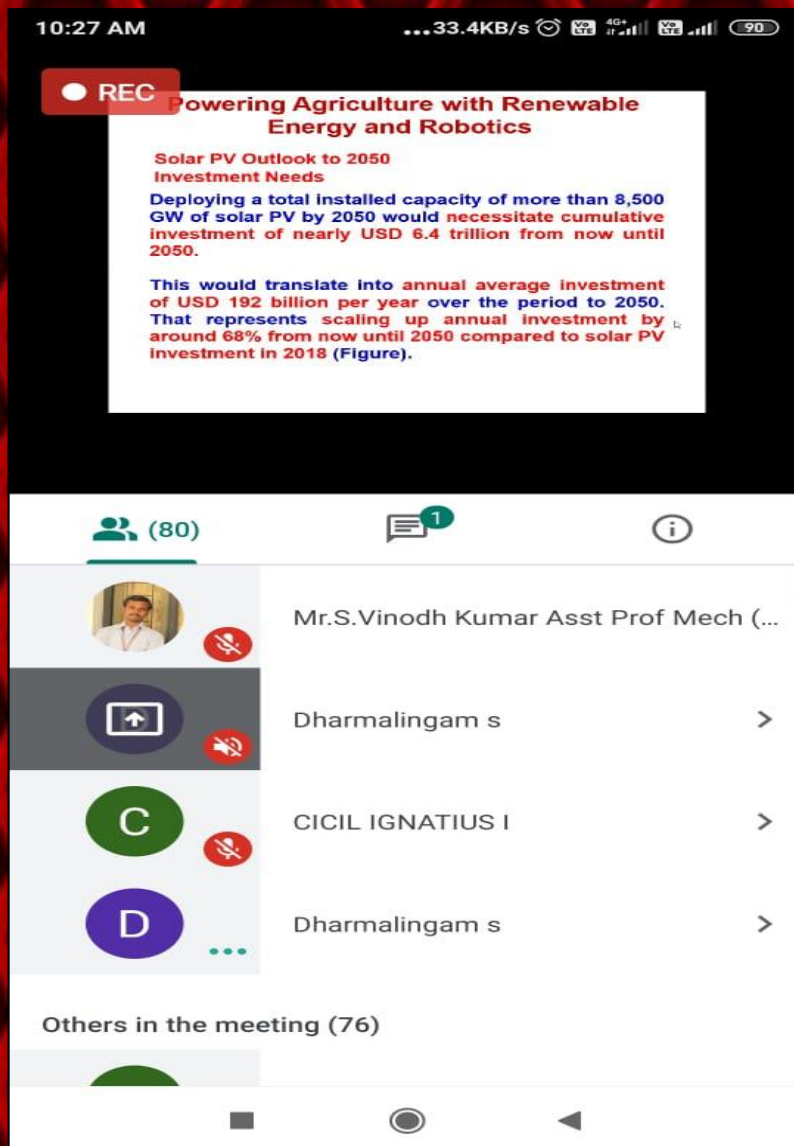 10:27 AM
...33.4KB/s Vo LTE 4G+ Vo LTE 90
REC
Powering Agriculture with Renewable
Energy and Robotics
Solar PV Outlook to 2050
Investment Needs
Deploying a total installed capacity of more than 8,500
GW of solar PV by 2050 would necessitate cumulative
investment of nearly USD 6.4 trillion from now until
2050.
This would translate into annual average investment
of USD 192 billion per year over the period to 2050.
That represents scaling up annual investment by
around 68% from now until 2050 compared to solar PV
investment in 2018 (Figure).
(80)
1
Mr.S.Vinodh Kumar Asst Prof Mech (...
Dharmalingam s
C
CICIL IGNATIUS I
D
Dharmalingam s
Others in the meeting (76)